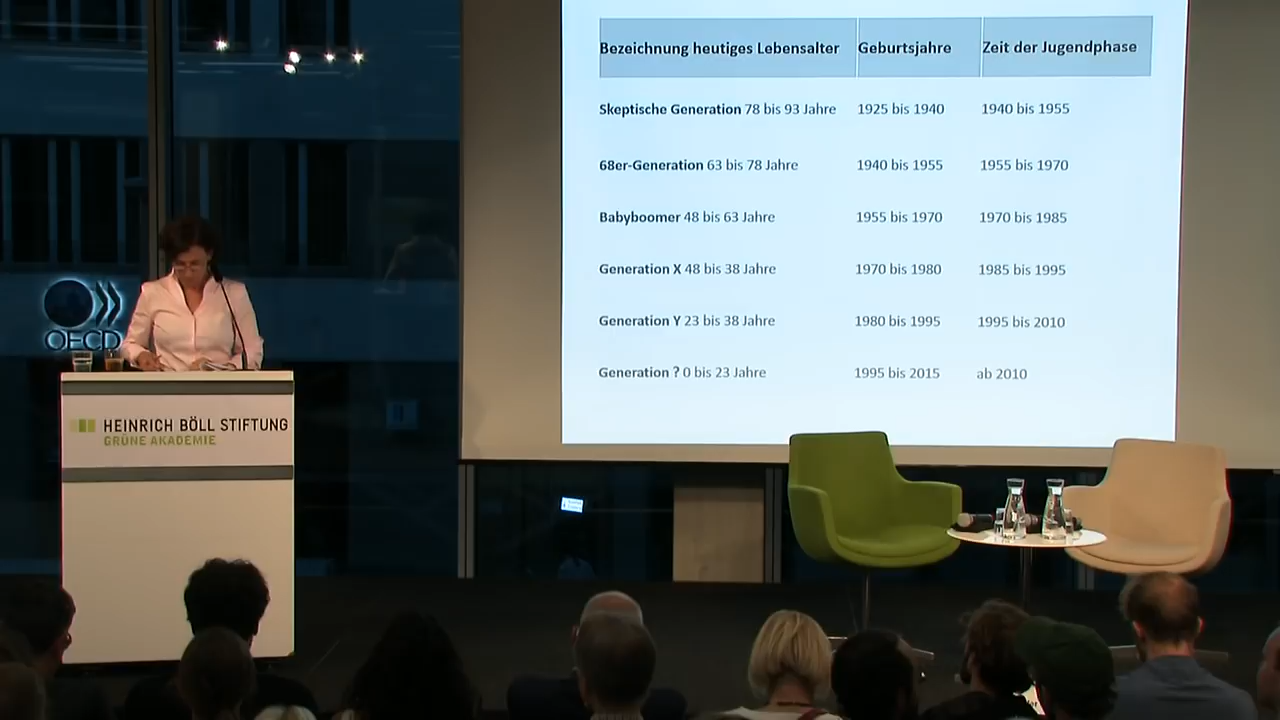 Bezeichnung heutiges Lebensalter Geburtsjahre Zeit der Jugendphase
Skeptische Generation 78 bis 93 Jahre 1925 bis 1940 1940 bis 1955
68er-Generation 63 bis 78 Jahre 1940 bis 1955 1955 bis 1970
Babyboomer 48 bis 63 Jahre 1955 bis 1970 1970 bis 1985
Generation X 48 bis 38 Jahre 1970 bis 1980 1985 bis 1995
Generation Y 23 bis 38 Jahre 1980 bis 1995 1995 bis 2010
Generation ? 0 bis 23 Jahre 1995 bis 2015 ab 2010
OECD
HEINRICH BÖLL STIFTUNG
GRÜNE AKADEMIE